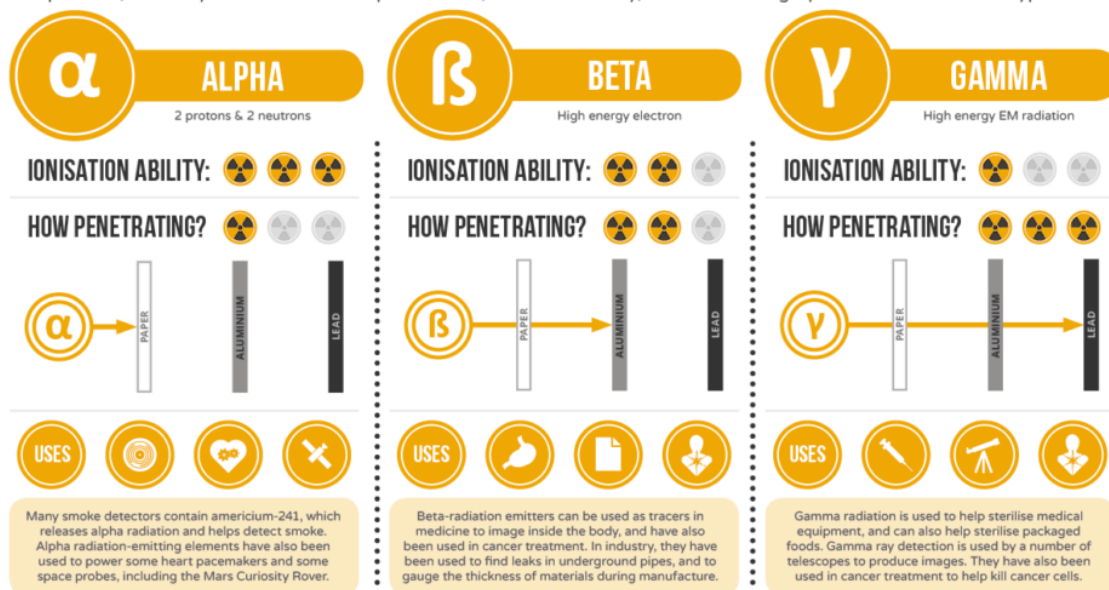 α
ALPHA
2 protons & 2 neutrons
IONISATION ABILITY:
HOW PENETRATING?
α
PAPER
ALUMINIUM
LEAD
USES
Many smoke detectors contain americium-241, which
releases alpha radiation and helps detect smoke.
Alpha radiation-emitting elements have also been
used to power some heart pacemakers and some
space probes, including the Mars Curiosity Rover.
ß
BETA
High energy electron
IONISATION ABILITY:
HOW PENETRATING?
ß
PAPER
ALUMINIUM
LEAD
USES
Beta-radiation emitters can be used as tracers in
medicine to image inside the body, and have also
been used in cancer treatment. In industry, they have
been used to find leaks in underground pipes, and to
gauge the thickness of materials during manufacture.
γ
GAMMA
High energy EM radiation
IONISATION ABILITY:
HOW PENETRATING?
γ
PAPER
ALUMINIUM
LEAD
USES
Gamma radiation is used to help sterilise medical
equipment, and can also help sterilise packaged
foods. Gamma ray detection is used by a number of
telescopes to produce images. They have also been
used in cancer treatment to help kill cancer cells.